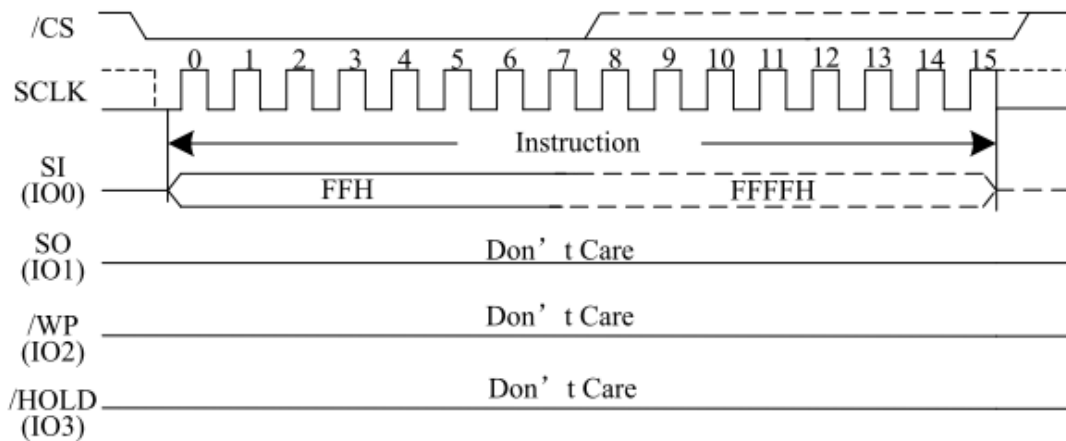 /CS
0 1 2 3 4 5 6 7 8 9 10 11 12 13 14 15
SCLK
Instruction
SI
(IO0)
FFH FFFFH
SO
(IO1)
Don’t Care
/WP
(IO2)
Don’t Care
/HOLD
(IO3)
Don’t Care